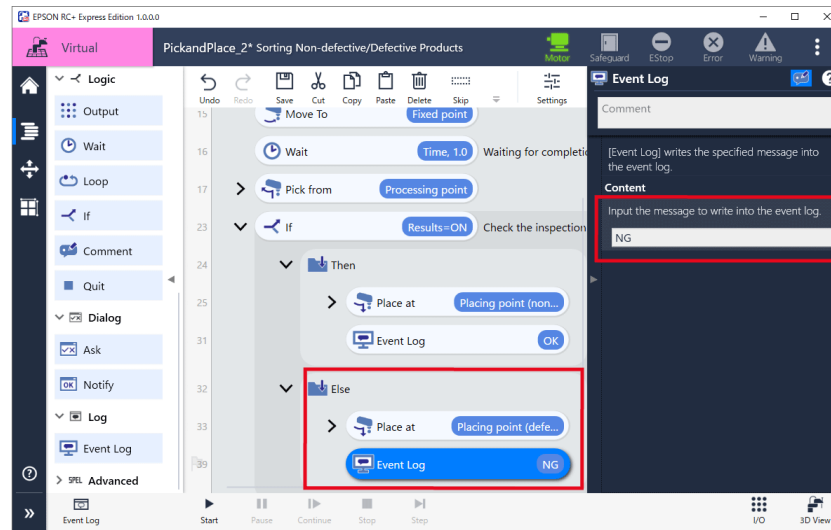 EPSON RC+ Express Edition 1.0.0.0
Virtual
PickandPlace_2* Sorting Non-defective/Defective Products
Motor
Safeguard
EStop
Error
Warning
Logic
Output
Wait
Loop
If
Comment
Quit
Dialog
Ask
OK Notify
Log
Event Log
SPEL Advanced
Undo
Redo
Save
Cut
Copy
Paste
Delete
Skip
Settings
15 Move To Fixed point
16 Wait Time, 1.0 Waiting for completi
17 Pick from Processing point
23 If Results=ON Check the inspection
24 Then
25 Place at Placing point (non...
31 Event Log OK
32 Else
33 Place at Placing point (defe...
39 Event Log NG
Event Log
Comment
[Event Log] writes the specified message into
the event log.
Content
Input the message to write into the event log.
NG
Event Log
Start
Pause
Continue
Stop
Step
I/O
3D View